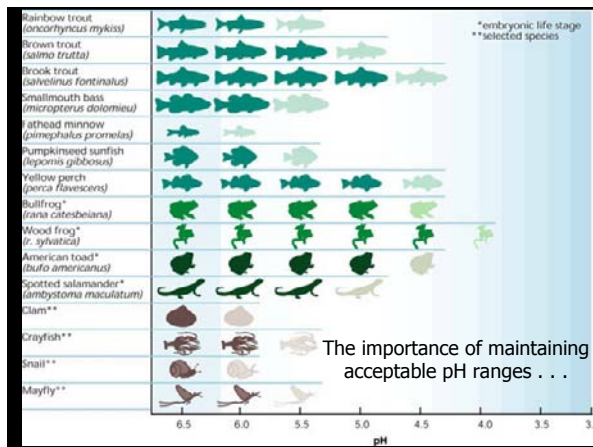 Rainbow trout
(oncorhyncus mykiss)
*embryonic life stage
**selected species
Brown trout
(salmo trutta)
Brook trout
(salvelinus fontinalus)
Smallmouth bass
(micropterus dolomieu)
Fathead minnow
(pimephalus promelas)
Pumpkinseed sunfish
(lepomis gibbosus)
Yellow perch
(perca flavescens)
Bullfrog*
(rana catesbeiana)
Wood frog*
(r. sylvatica)
American toad*
(bufo americanus)
Spotted salamander*
(ambystoma maculatum)
Clam**
Crayfish**
Snail**
Mayfly**
The importance of maintaining
acceptable pH ranges . . .
6.5 6.0 5.5 5.0 4.5 4.0 3.5 3.
pH